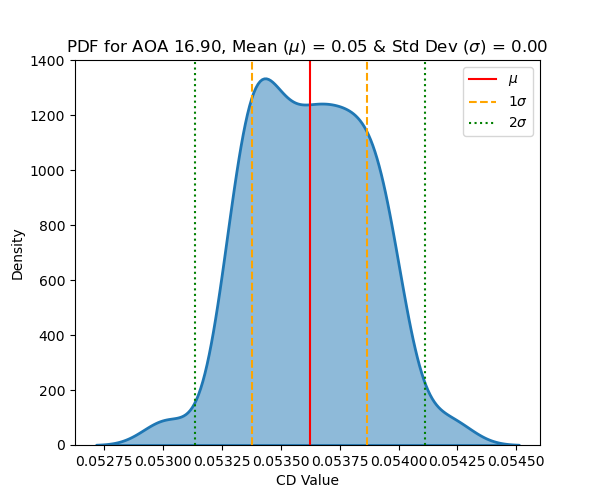 PDF for AOA 16.90, Mean (μ) = 0.05 & Std Dev (σ) = 0.00
1400
1200
1000
800
600
400
200
0
Density
μ
1σ
2σ
0.05275 0.05300 0.05325 0.05350 0.05375 0.05400 0.05425 0.05450
CD Value